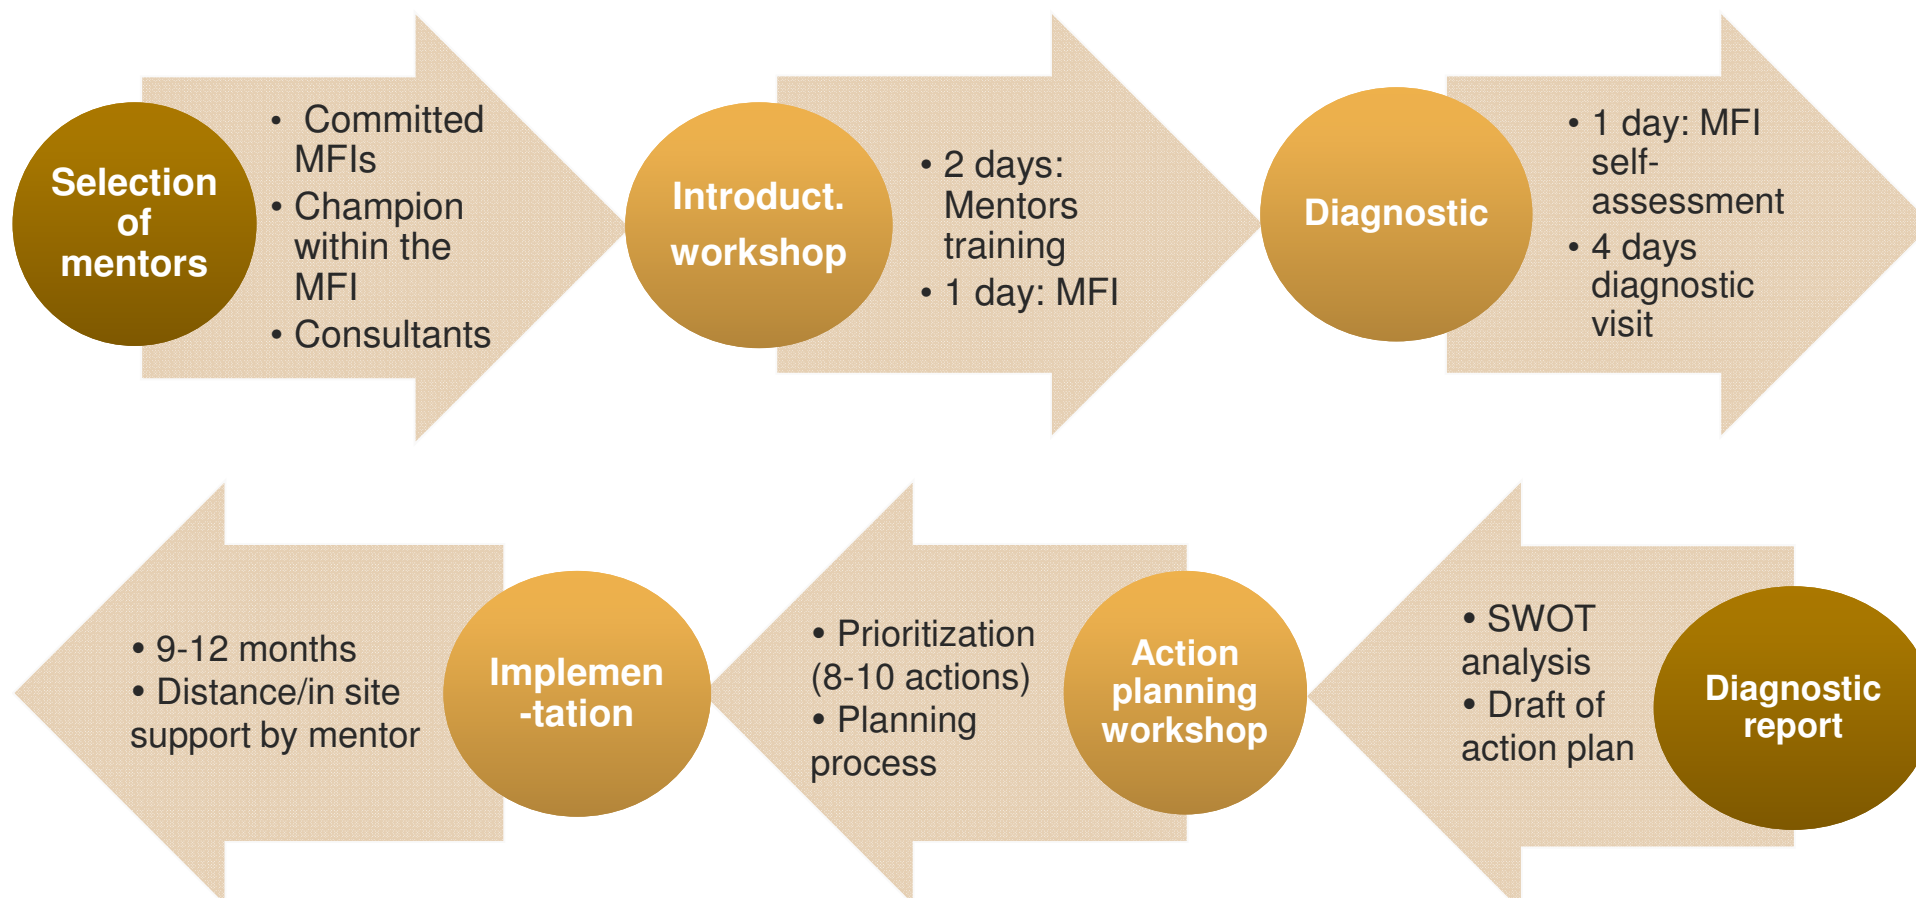 Selection
of
mentors
• Committed
MFIs
• Champion
within the
MFI
• Consultants
Introduct.
workshop
• 2 days:
Mentors
training
• 1 day: MFI
Diagnostic
• 1 day: MFI
self-
assessment
• 4 days
diagnostic
visit
Diagnostic
report
• SWOT
analysis
• Draft of
action plan
Action
planning
workshop
• Prioritization
(8-10 actions)
• Planning
process
Implemen
-tation
• 9-12 months
• Distance/in site
support by mentor